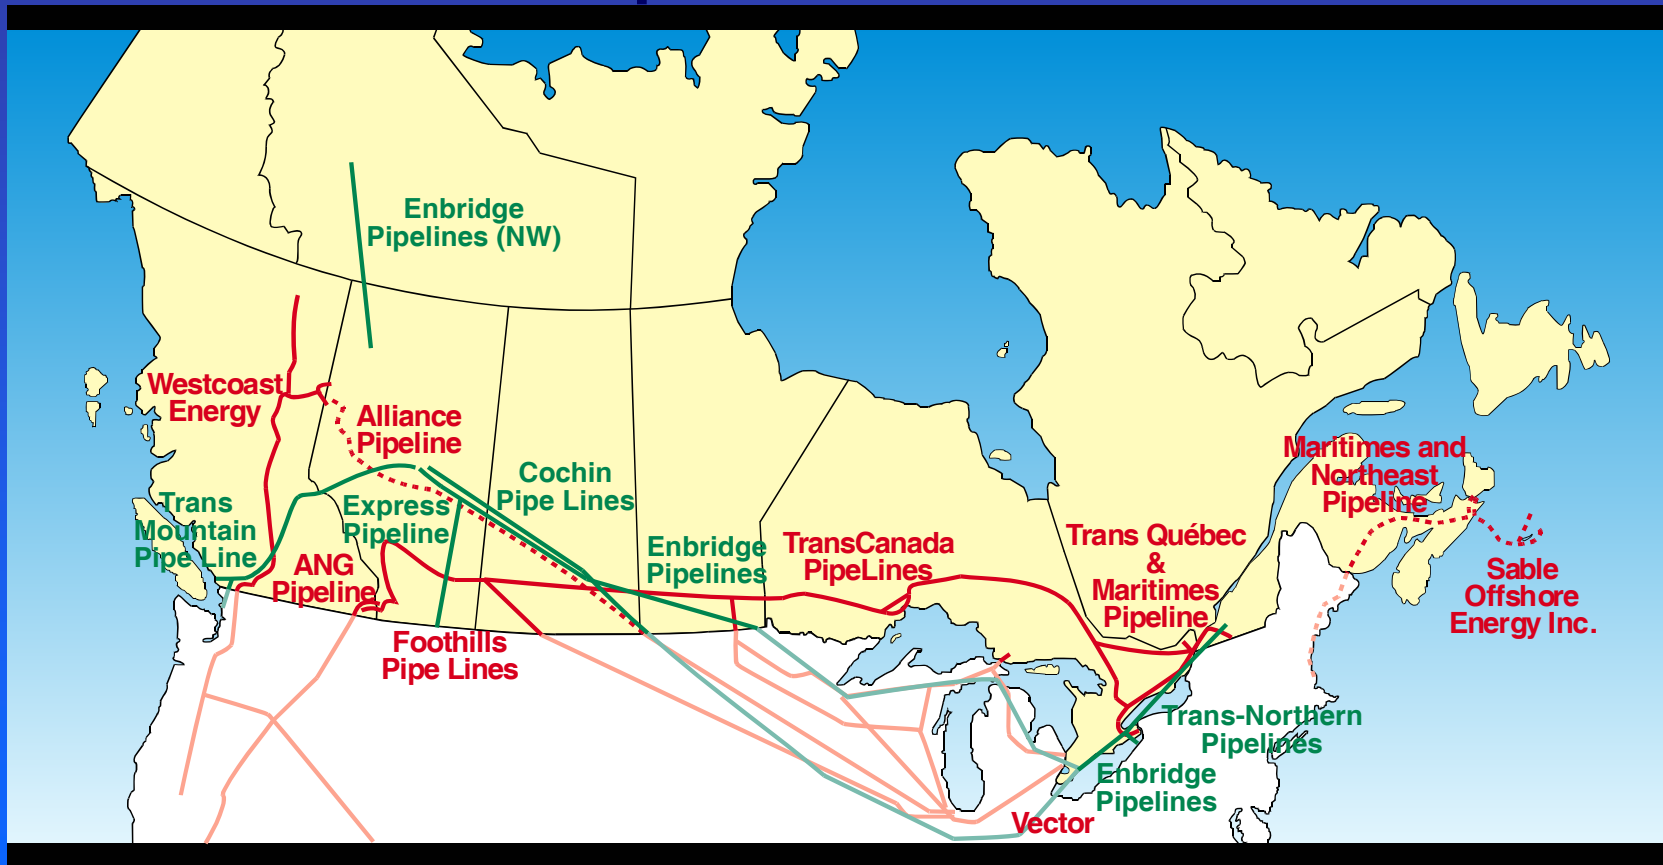 Enbridge
Pipelines (NW)
Westcoast
Energy
Alliance
Pipeline
Cochin
Pipe Lines
Express
Pipeline
Trans
Mountain
Pipe Line
ANG
Pipeline
Foothills
Pipe Lines
Enbridge
Pipelines
TransCanada
PipeLines
Trans Québec
&
Maritimes
Pipeline
Maritimes and
Northeast
Pipeline
Sable
Offshore
Energy Inc.
Trans-Northern
Pipelines
Enbridge
Pipelines
Vector